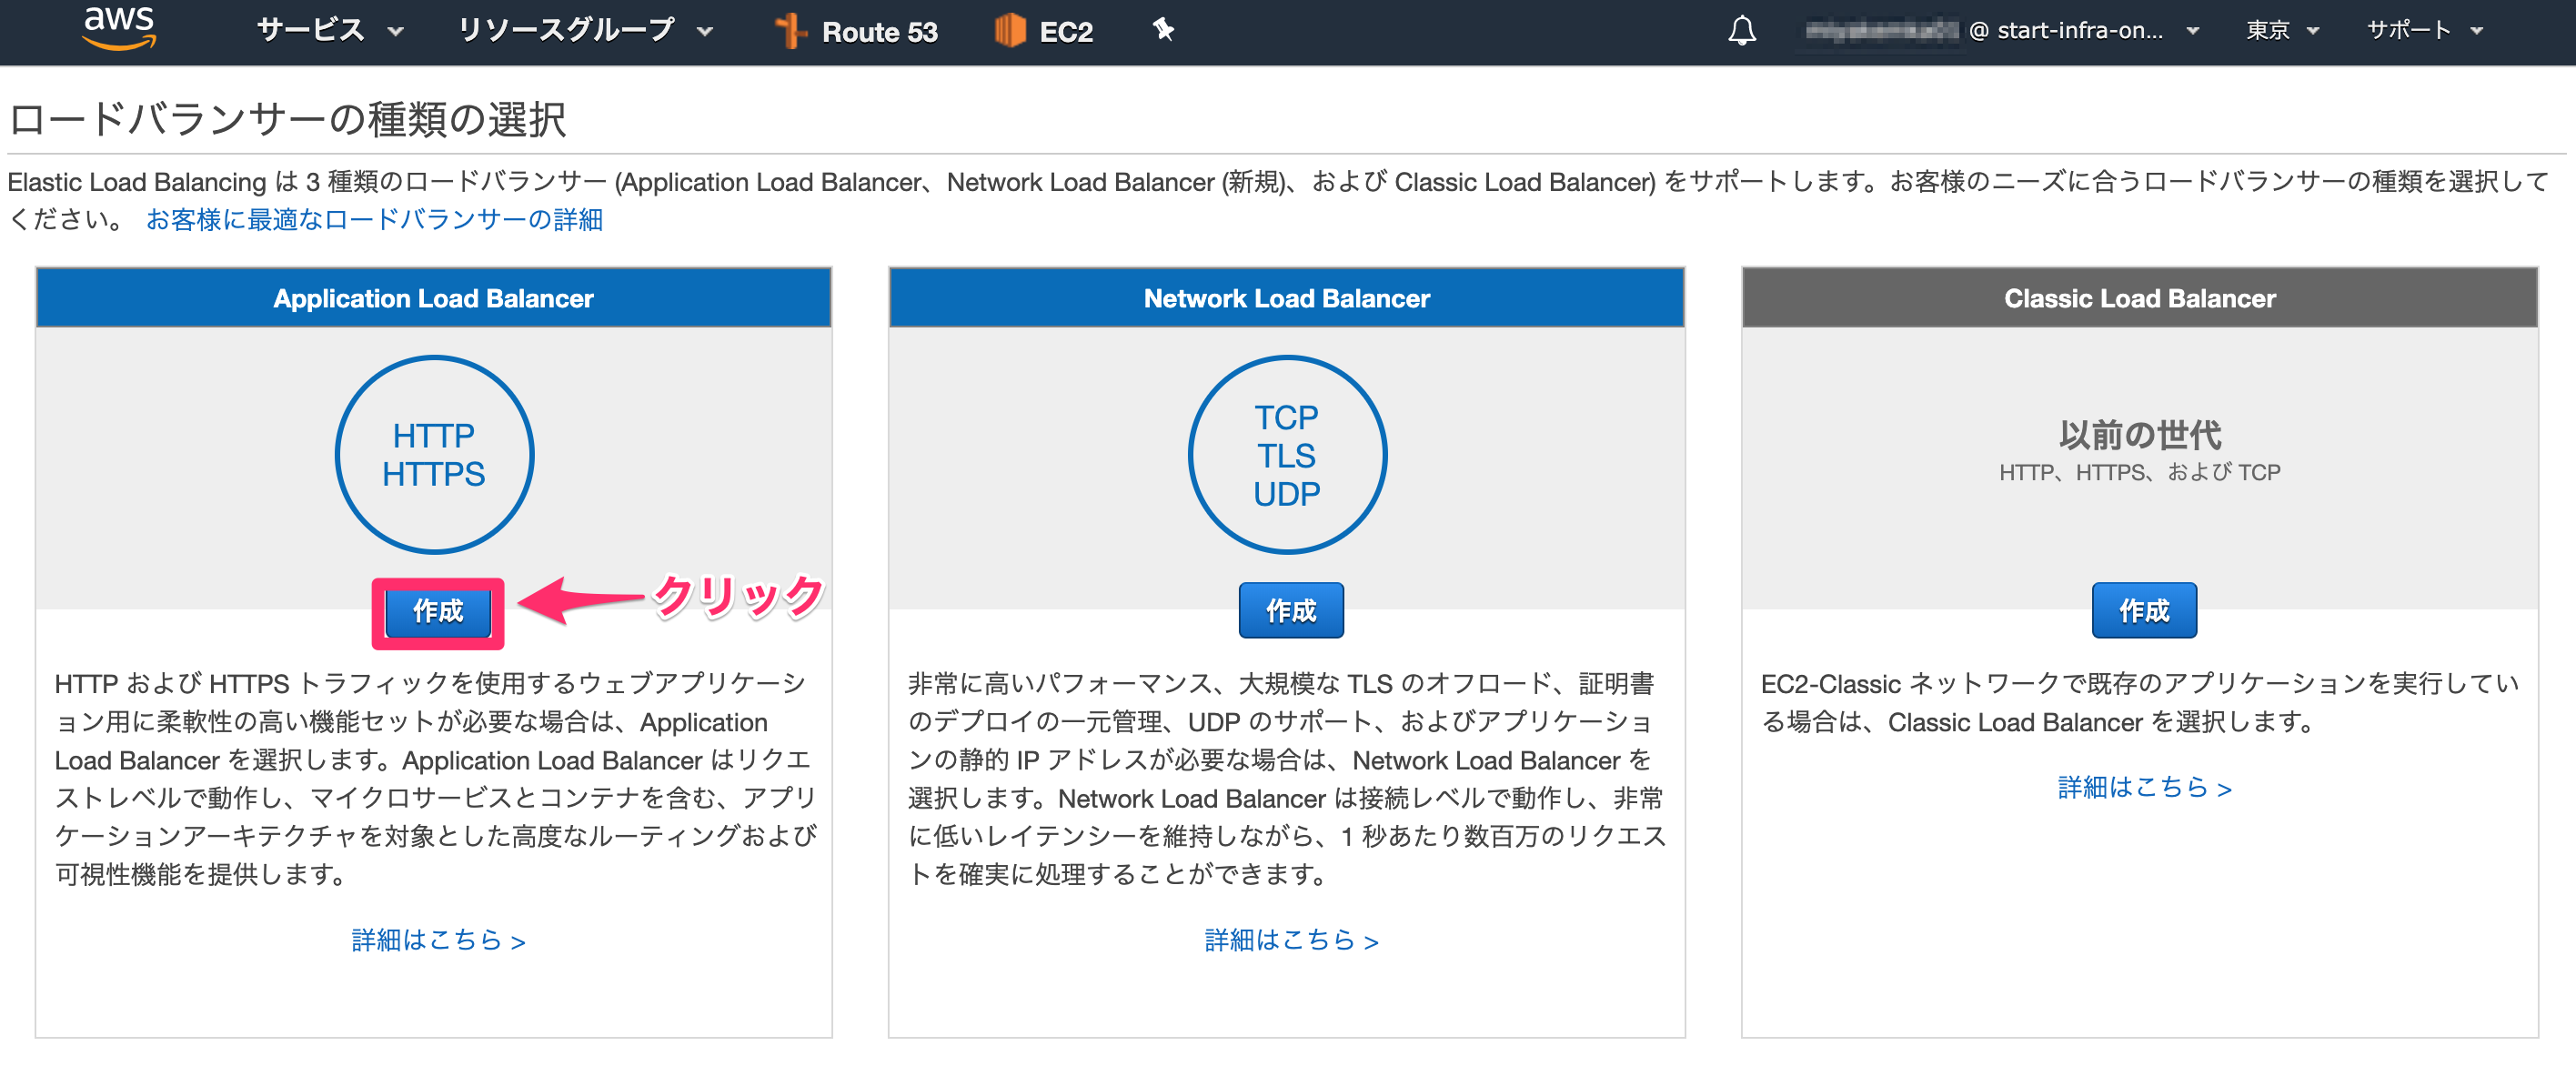 aws サービス リソースグループ Route 53 EC2 @ start-infra-on... 東京 サポート
ロードバランサーの種類の選択
Elastic Load Balancing は 3 種類のロードバランサー (Application Load Balancer、Network Load Balancer (新規)、および Classic Load Balancer) をサポートします。お客様のニーズに合うロードバランサーの種類を選択して
ください。 お客様に最適なロードバランサーの詳細
Application Load Balancer
HTTP
HTTPS
作成
クリック
HTTP および HTTPS トラフィックを使用するウェブアプリケーシ
ョン用に柔軟性の高い機能セットが必要な場合は、Application
Load Balancer を選択します。Application Load Balancer はリクエ
ストレベルで動作し、マイクロサービスとコンテナを含む、アプリ
ケーションアーキテクチャを対象とした高度なルーティングおよび
可視性機能を提供します。
詳細はこちら >
Network Load Balancer
TCP
TLS
UDP
作成
非常に高いパフォーマンス、大規模な TLS のオフロード、証明書
のデプロイの一元管理、UDP のサポート、およびアプリケーショ
ンの静的 IP アドレスが必要な場合は、Network Load Balancer を
選択します。Network Load Balancer は接続レベルで動作し、非常
に低いレイテンシーを維持しながら、1 秒あたり数百万のリクエス
トを確実に処理することができます。
詳細はこちら >
Classic Load Balancer
以前の世代
HTTP、HTTPS、および TCP
作成
EC2-Classic ネットワークで既存のアプリケーションを実行してい
る場合は、Classic Load Balancer を選択します。
詳細はこちら >